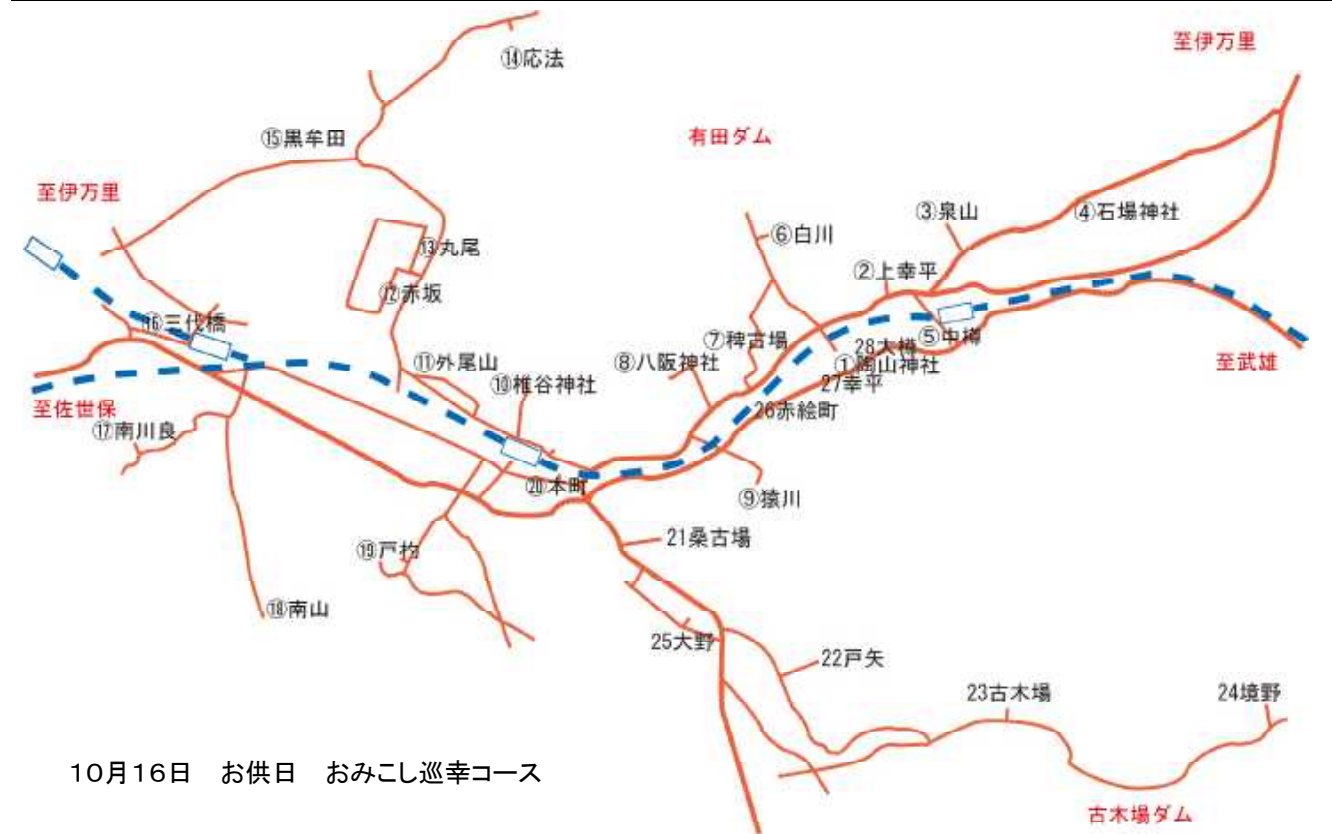 至伊万里
⑭応法
有田ダム
⑮黒牟田
至伊万里
③泉山
④石場神社
⑥白川
⑬丸尾
②上幸平
⑫赤坂
⑯三代橋
⑦稗古場
⑤中樽
28大樽
⑪外尾山
⑧八阪神社
①陶山神社
至武雄
⑩椎谷神社
27幸平
至佐世保
26赤絵町
⑰南川良
⑳本町
⑨猿川
21桑古場
⑲戸杓
⑱南山
25大野
22戸矢
23古木場
24境野
10月16日　お供日　おみこし巡幸コース
古木場ダム